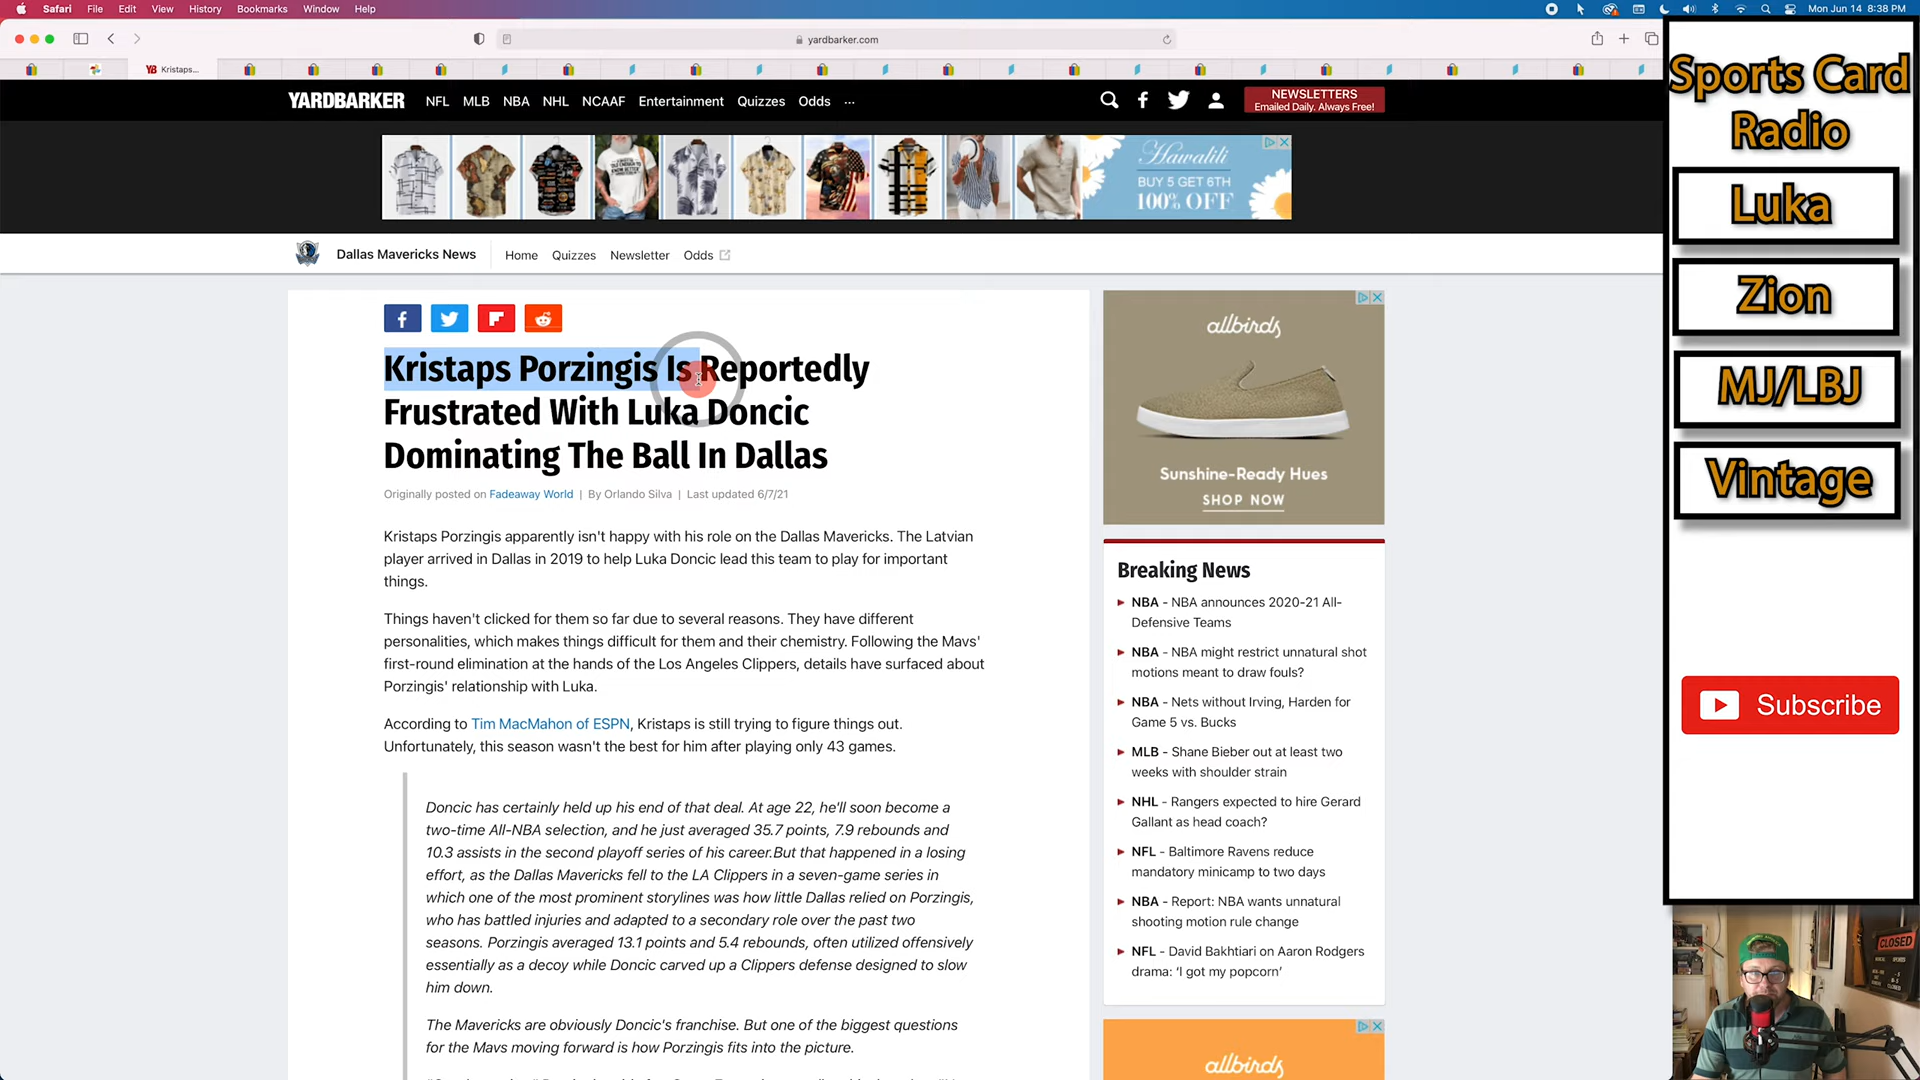 Safari File Edit View History Bookmarks Window Help
Mon Jun 14 8:38 PM
yardbarker.com
YB Kristaps...
YARDBARKER NFL MLB NBA NHL NCAAF Entertainment Quizzes Odds ...
NEWSLETTERS
Emailed Daily. Always Free!
Hawalili
BUY 5 GET 6TH
100% OFF
Dallas Mavericks News Home Quizzes Newsletter Odds
Kristaps Porzingis Is Reportedly
Frustrated With Luka Doncic
Dominating The Ball In Dallas
Originally posted on Fadeaway World | By Orlando Silva | Last updated 6/7/21
Kristaps Porzingis apparently isn't happy with his role on the Dallas Mavericks. The Latvian
player arrived in Dallas in 2019 to help Luka Doncic lead this team to play for important
things.
Things haven't clicked for them so far due to several reasons. They have different
personalities, which makes things difficult for them and their chemistry. Following the Mavs'
first-round elimination at the hands of the Los Angeles Clippers, details have surfaced about
Porzingis' relationship with Luka.
According to Tim MacMahon of ESPN, Kristaps is still trying to figure things out.
Unfortunately, this season wasn't the best for him after playing only 43 games.
Doncic has certainly held up his end of that deal. At age 22, he'll soon become a
two-time All-NBA selection, and he just averaged 35.7 points, 7.9 rebounds and
10.3 assists in the second playoff series of his career.But that happened in a losing
effort, as the Dallas Mavericks fell to the LA Clippers in a seven-game series in
which one of the most prominent storylines was how little Dallas relied on Porzingis,
who has battled injuries and adapted to a secondary role over the past two
seasons. Porzingis averaged 13.1 points and 5.4 rebounds, often utilized offensively
essentially as a decoy while Doncic carved up a Clippers defense designed to slow
him down.
The Mavericks are obviously Doncic's franchise. But one of the biggest questions
for the Mavs moving forward is how Porzingis fits into the picture.
allbirds
Sunshine-Ready Hues
SHOP NOW
Breaking News
NBA - NBA announces 2020-21 All-
Defensive Teams
NBA - NBA might restrict unnatural shot
motions meant to draw fouls?
NBA - Nets without Irving, Harden for
Game 5 vs. Bucks
MLB - Shane Bieber out at least two
weeks with shoulder strain
NHL - Rangers expected to hire Gerard
Gallant as head coach?
NFL - Baltimore Ravens reduce
mandatory minicamp to two days
NBA - Report: NBA wants unnatural
shooting motion rule change
NFL - David Bakhtiari on Aaron Rodgers
drama: 'I got my popcorn'
allbirds
Sports Card
Radio
Luka
Zion
MJ/LBJ
Vintage
Subscribe
CLOSED